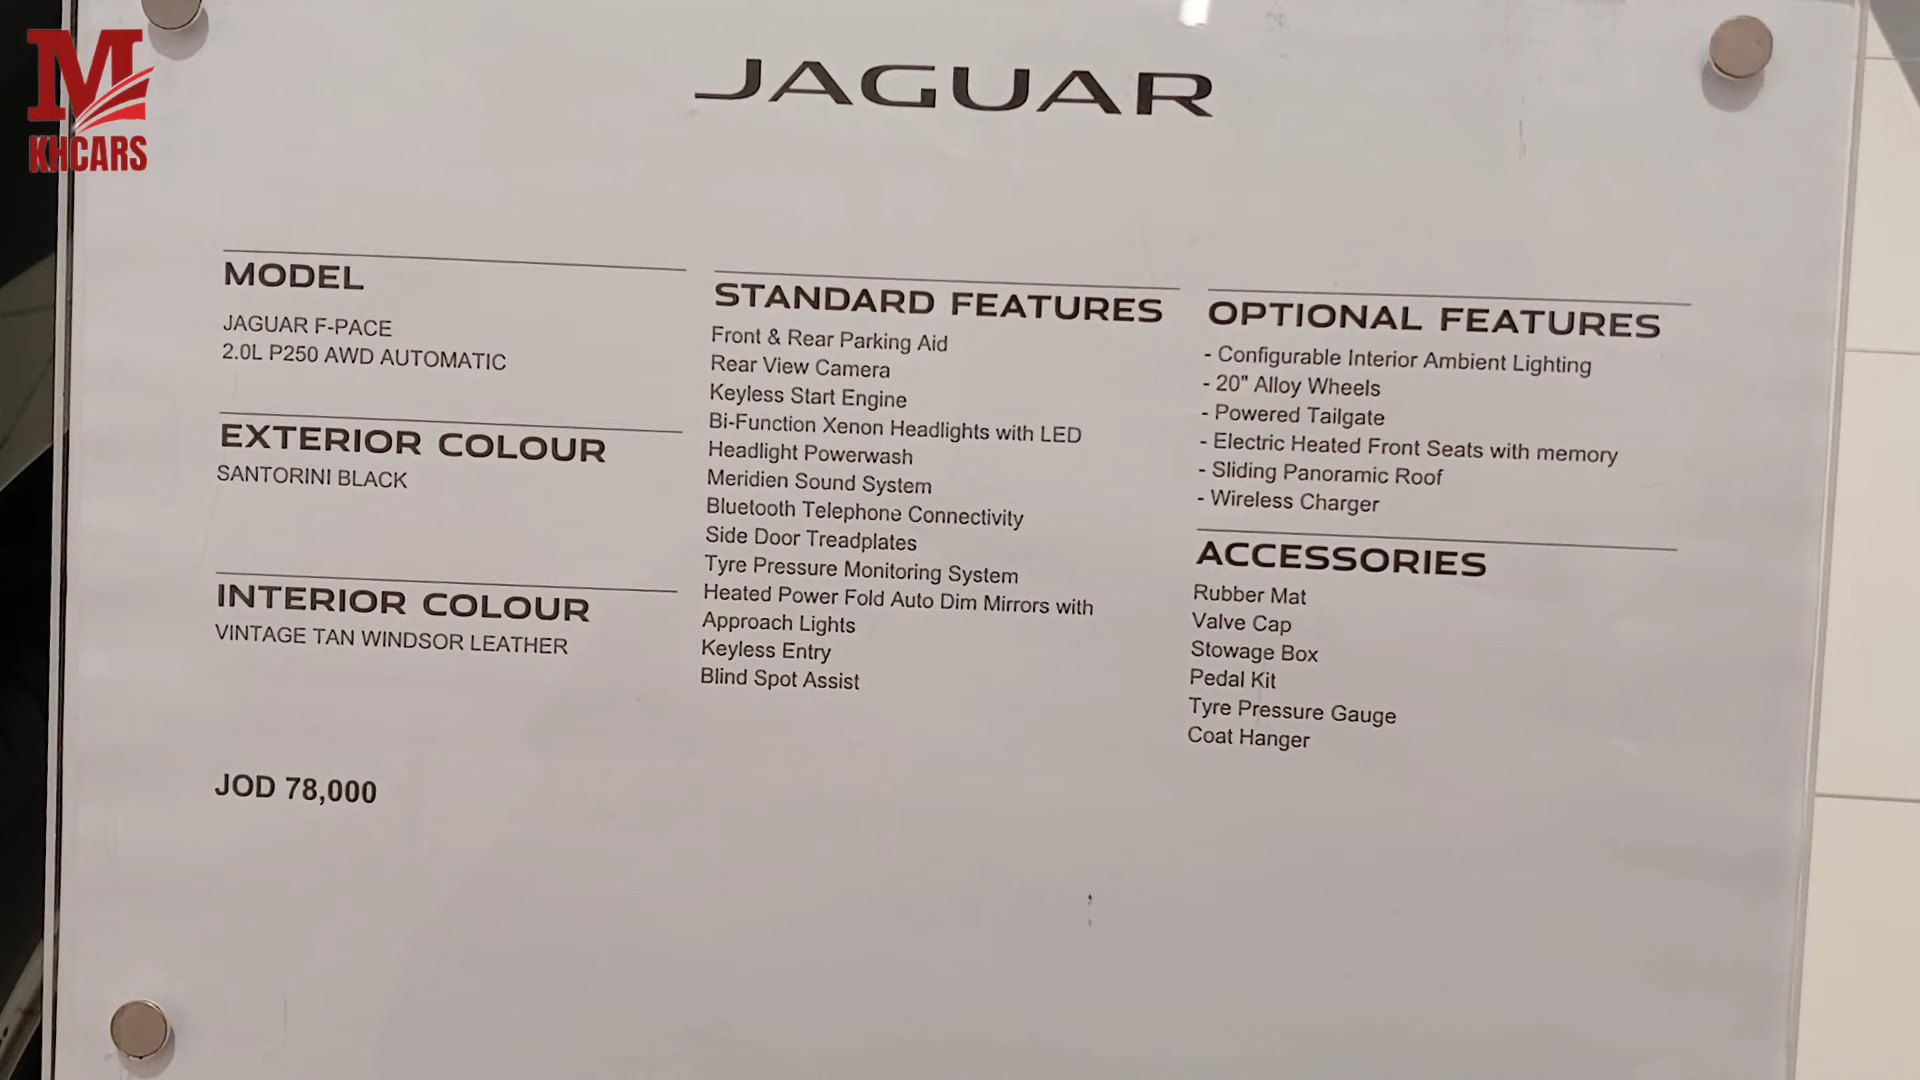 M
KHCARS
JAGUAR
MODEL
JAGUAR F-PACE
2.0L P250 AWD AUTOMATIC
EXTERIOR COLOUR
SANTORINI BLACK
INTERIOR COLOUR
VINTAGE TAN WINDSOR LEATHER
JOD 78,000
STANDARD FEATURES
Front & Rear Parking Aid
Rear View Camera
Keyless Start Engine
Bi-Function Xenon Headlights with LED
Headlight Powerwash
Meridien Sound System
Bluetooth Telephone Connectivity
Side Door Treadplates
Tyre Pressure Monitoring System
Heated Power Fold Auto Dim Mirrors with
Approach Lights
Keyless Entry
Blind Spot Assist
OPTIONAL FEATURES
- Configurable Interior Ambient Lighting
- 20" Alloy Wheels
- Powered Tailgate
- Electric Heated Front Seats with memory
- Sliding Panoramic Roof
- Wireless Charger
ACCESSORIES
Rubber Mat
Valve Cap
Stowage Box
Pedal Kit
Tyre Pressure Gauge
Coat Hanger